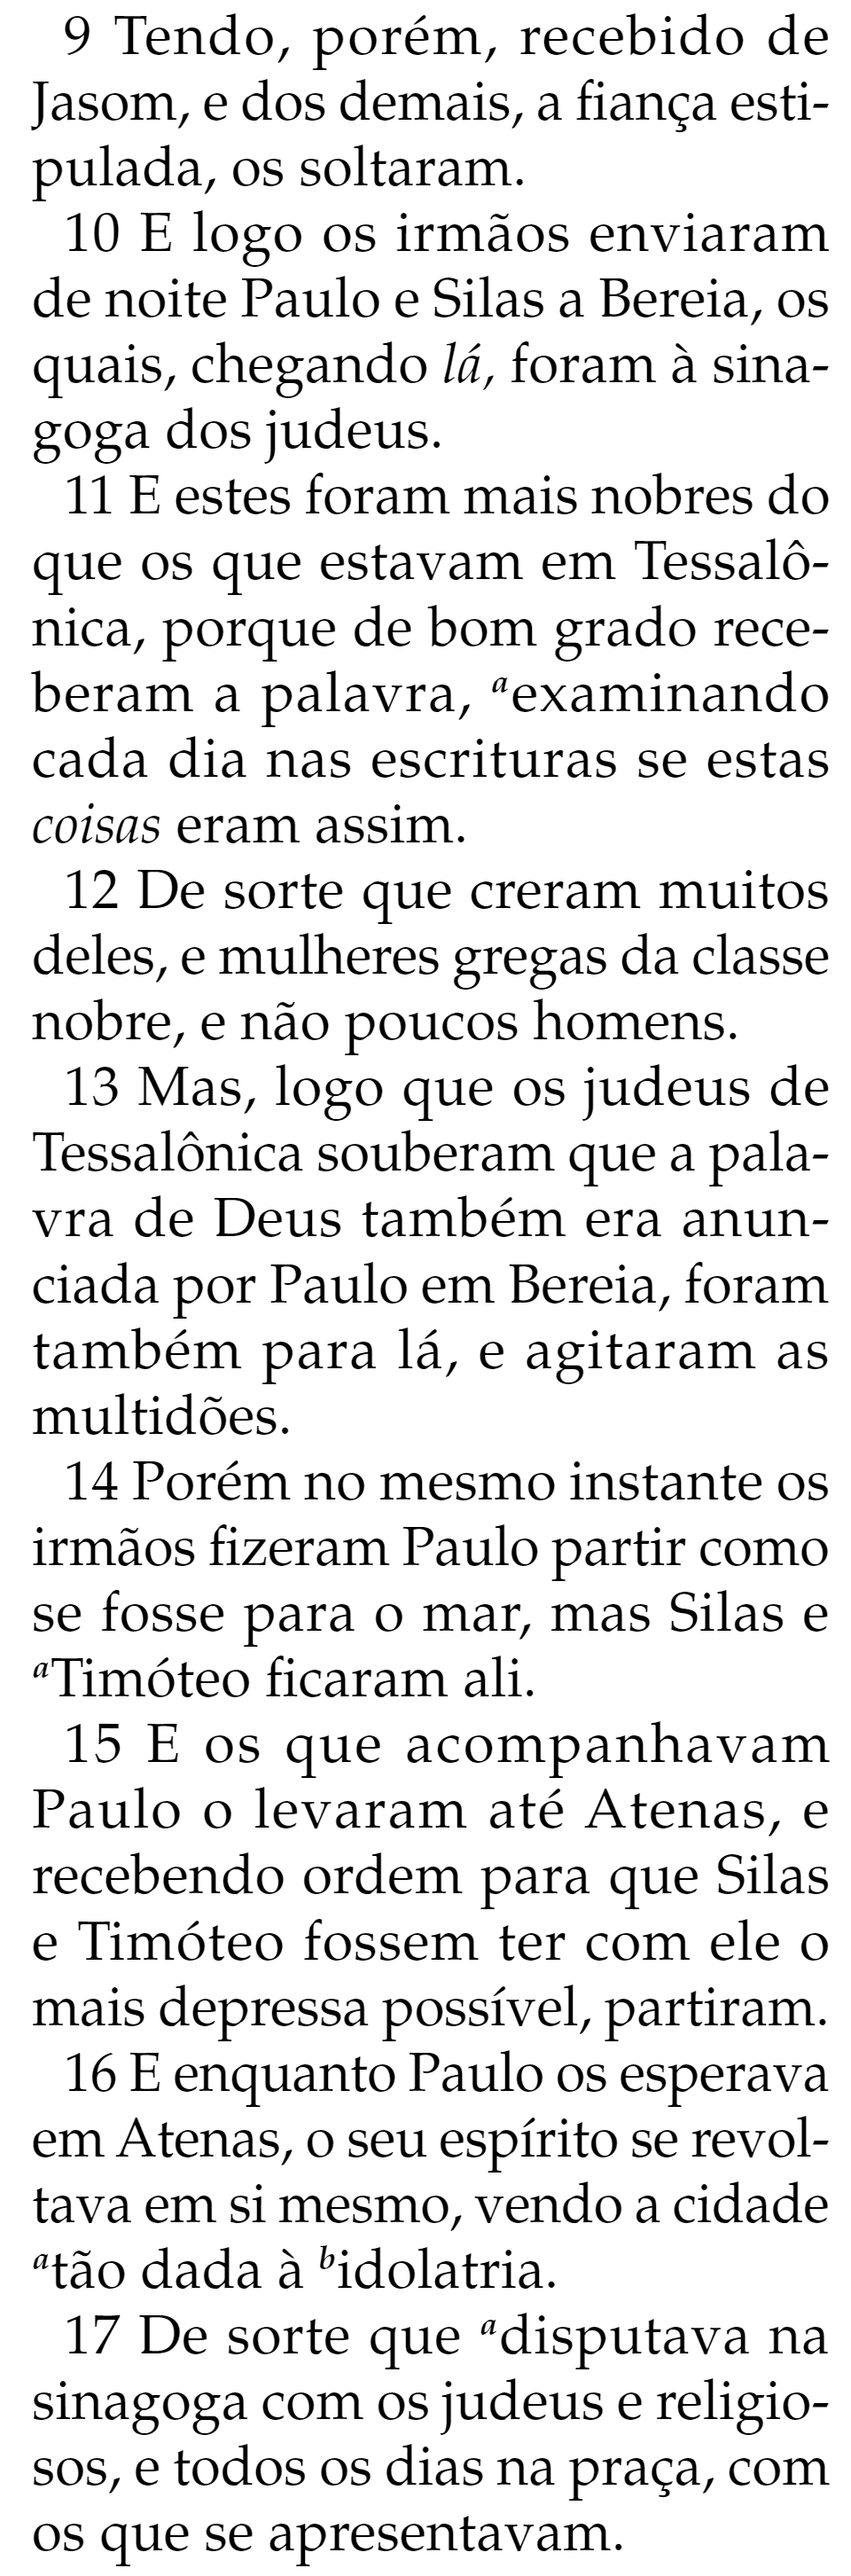 9 Tendo, porém, recebido de
Jasom, e dos demais, a fiança esti-
pulada, os soltaram.
10 E logo os irmãos enviaram
de noite Paulo e Silas a Bereia, os
quais, chegando lá, foram à sina-
goga dos judeus.
11 E estes foram mais nobres do
que os que estavam em Tessalô-
nica, porque de bom grado rece-
beram a palavra, ᵃexaminando
cada dia nas escrituras se estas
coisas eram assim.
12 De sorte que creram muitos
deles, e mulheres gregas da classe
nobre, e não poucos homens.
13 Mas, logo que os judeus de
Tessalônica souberam que a pala-
vra de Deus também era anun-
ciada por Paulo em Bereia, foram
também para lá, e agitaram as
multidões.
14 Porém no mesmo instante os
irmãos fizeram Paulo partir como
se fosse para o mar, mas Silas e
ᵃTimóteo ficaram ali.
15 E os que acompanhavam
Paulo o levaram até Atenas, e
recebendo ordem para que Silas
e Timóteo fossem ter com ele o
mais depressa possível, partiram.
16 E enquanto Paulo os esperava
em Atenas, o seu espírito se revol-
tava em si mesmo, vendo a cidade
ᵃtão dada à ᵇidolatria.
17 De sorte que ᵃdisputava na
sinagoga com os judeus e religio-
sos, e todos os dias na praça, com
os que se apresentavam.